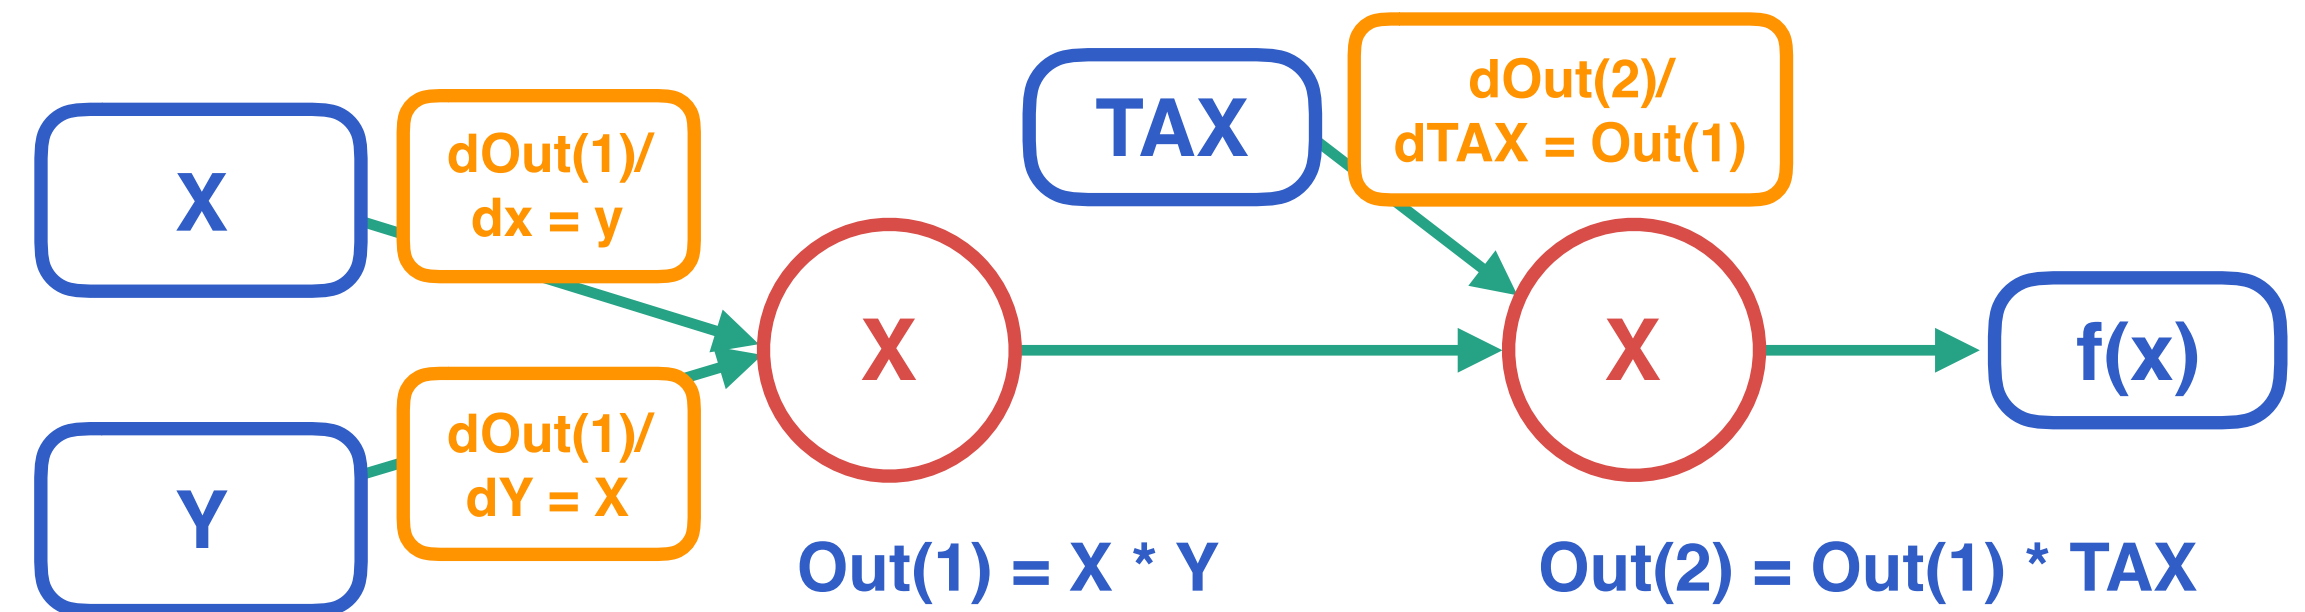 X
dOut(1)/
dx = y
Y
dOut(1)/
dY = X
X
Out(1) = X * Y
TAX
dOut(2)/
dTAX = Out(1)
X
Out(2) = Out(1) * TAX
f(x)